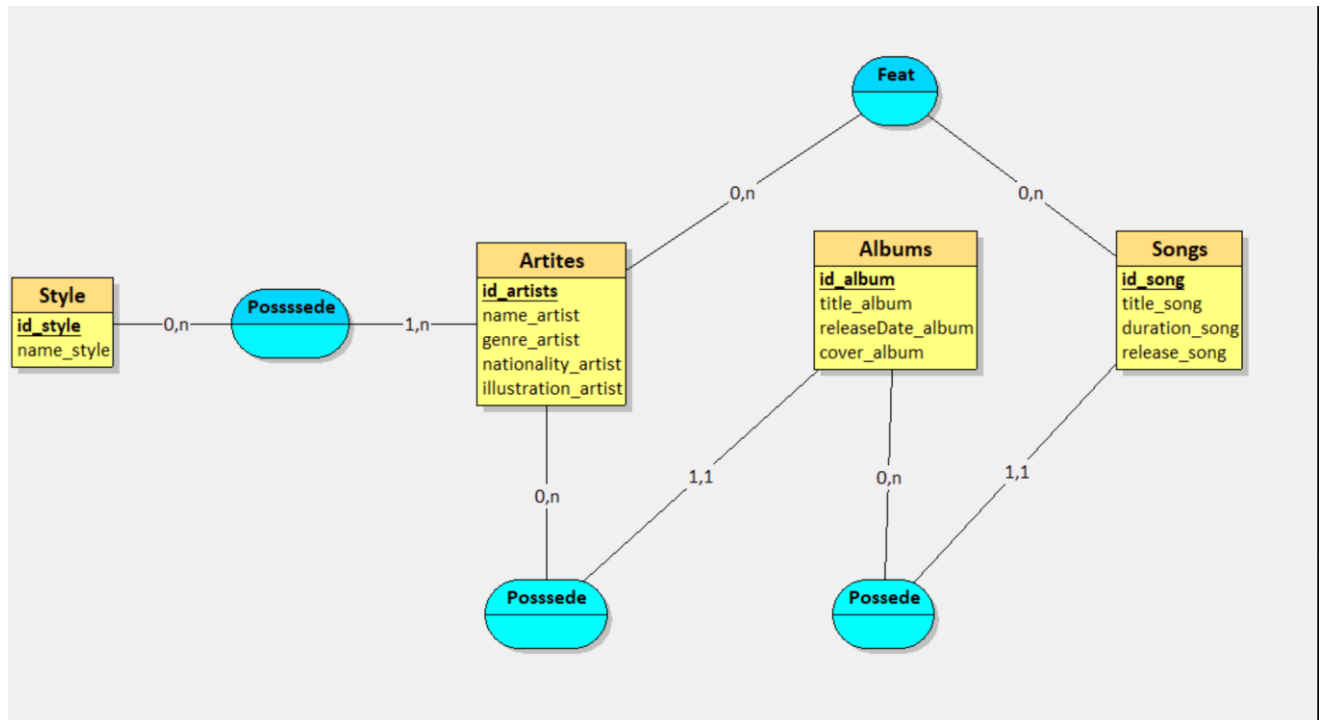 Feat
0,n
0,n
Style
id_style
name_style
0,n
Possssede
1,n
Artites
id_artists
name_artist
genre_artist
nationality_artist
illustration_artist
Albums
id_album
title_album
releaseDate_album
cover_album
Songs
id_song
title_song
duration_song
release_song
0,n
1,1
0,n
1,1
Posssede
Possede